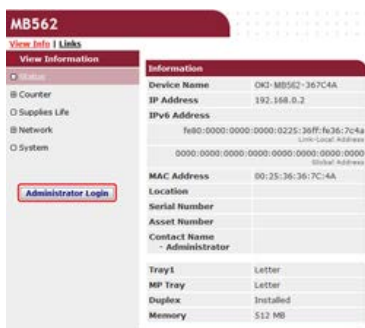 MB562
View Info | Links
View Information
Status
Counter
Supplies Life
Network
System
Administrator Login
Information
Device Name OKI-MB562-367C4A
IP Address 192.168.0.2
IPv6 Address
fe80:0000:0000:0000:0225:36ff:fe36:7c4a
Link-Local Address
0000:0000:0000:0000:0000:0000:0000:0000
Global Address
MAC Address 00:25:36:36:7C:4A
Location
Serial Number
Asset Number
Contact Name
- Administrator
Tray1 Letter
MP Tray Letter
Duplex Installed
Memory 512 MB